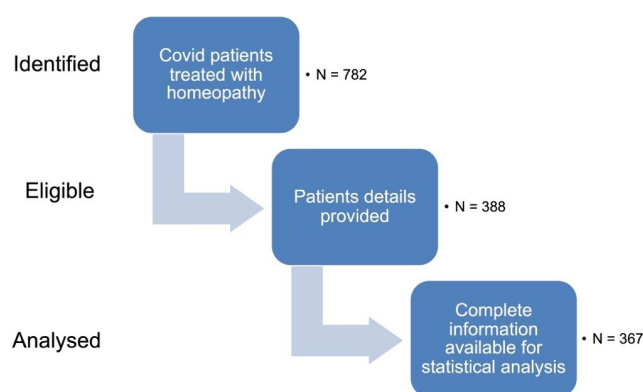 Identified
Covid patients
treated with
homeopathy
• N = 782
Eligible
Patients details
provided
• N = 388
Analysed
Complete
information
available for
statistical analysis
• N = 367